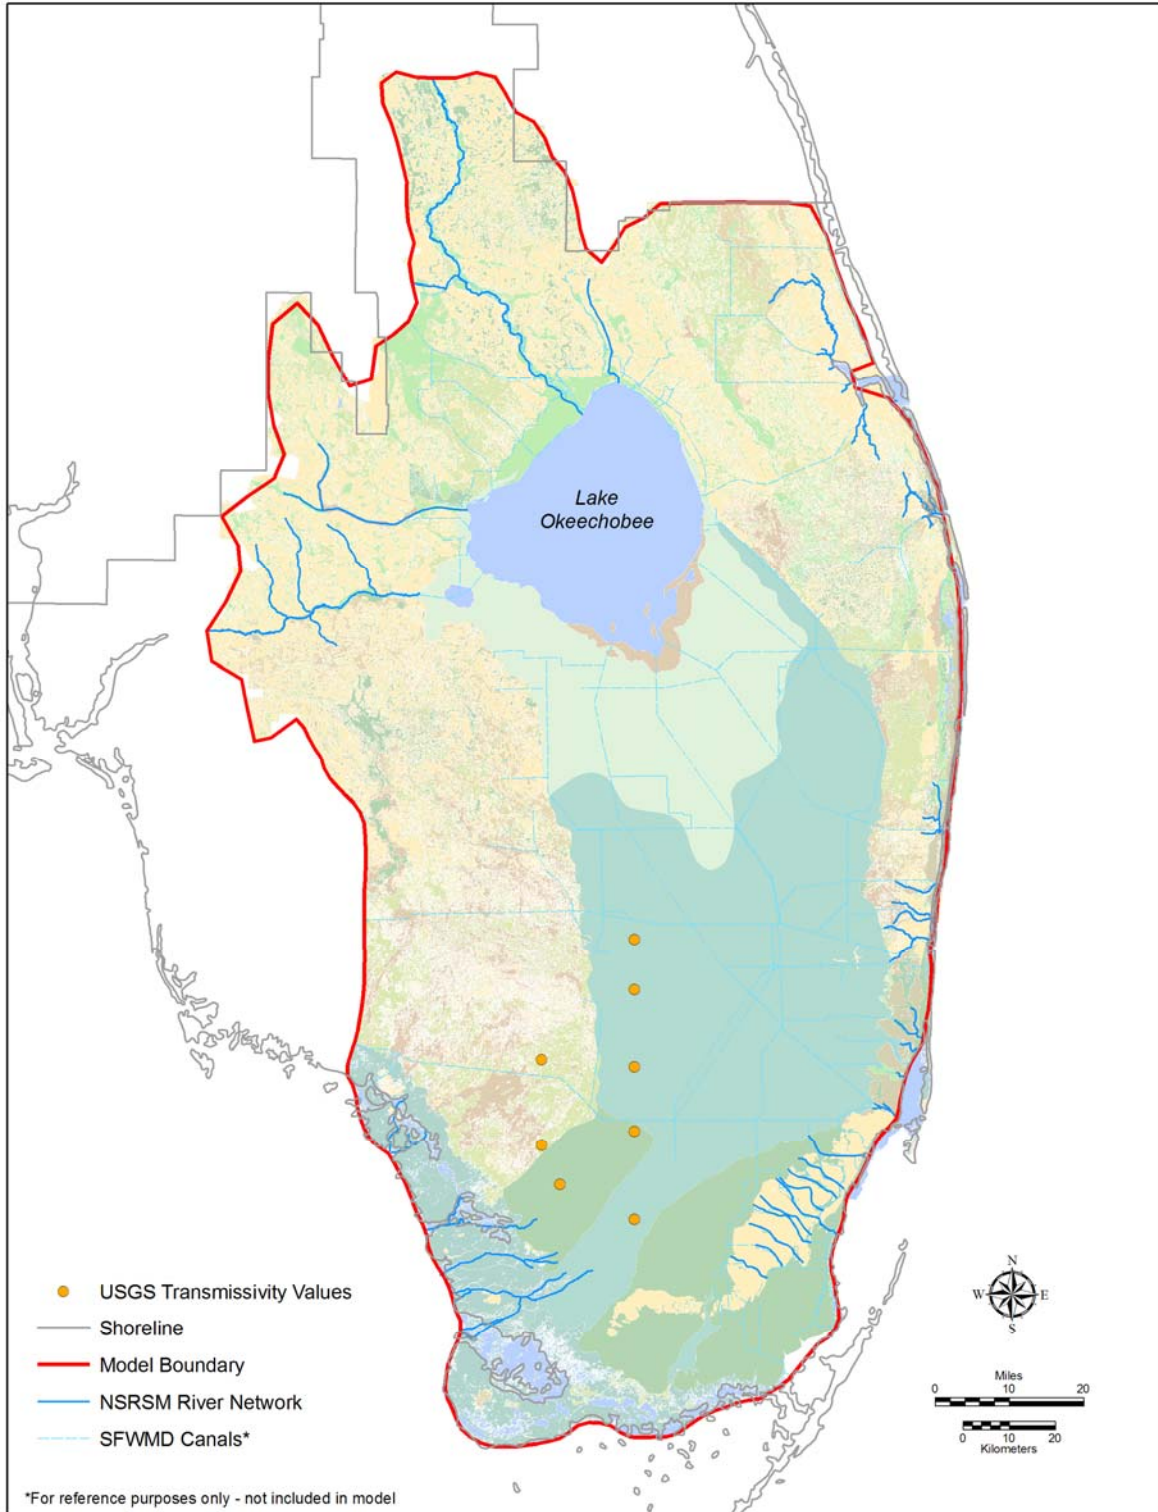 Lake
Okeechobee
USGS Transmissivity Values
Shoreline
Model Boundary
NSRSM River Network
SFWMD Canals*
*For reference purposes only - not included in model
N
W E
S
Miles
0 10 20
0 20
Kilometers